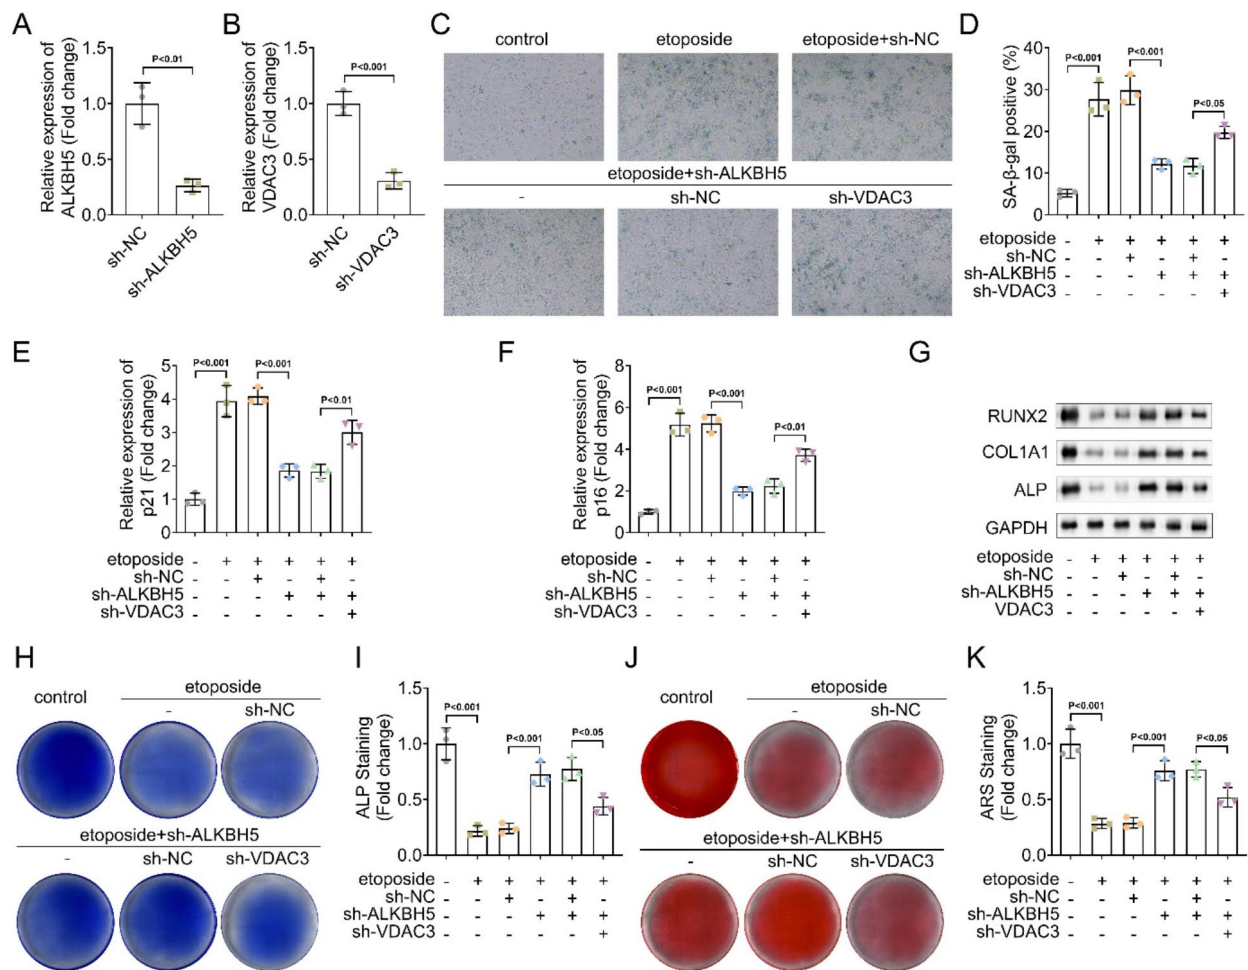 A
Relative expression of
ALKBH5 (Fold change)
1.5
1.0
0.5
0.0
P<0.01
sh-NC
sh-ALKBH5
B
Relative expression of
VDAC3 (Fold change)
1.5
1.0
0.5
0.0
P<0.001
sh-NC
sh-VDAC3
C
control
etoposide
etoposide+sh-NC
etoposide+sh-ALKBH5
-
sh-NC
sh-VDAC3
D
SA-β-gal positive (%)
40
30
20
10
0
P<0.001
P<0.001
P<0.05
etoposide - + + + + +
sh-NC - - + - + -
sh-ALKBH5 - - - + + +
sh-VDAC3 - - - - - +
E
Relative expression of
p21 (Fold change)
5
4
3
2
1
0
P<0.001
P<0.001
P<0.01
etoposide - + + + + +
sh-NC - - + - + -
sh-ALKBH5 - - - + + +
sh-VDAC3 - - - - - +
F
Relative expression of
p16 (Fold change)
8
6
4
2
0
P<0.001
P<0.001
P<0.01
etoposide - + + + + +
sh-NC - - + - + -
sh-ALKBH5 - - - + + +
sh-VDAC3 - - - - - +
G
RUNX2
COL1A1
ALP
GAPDH
etoposide - + + + + +
sh-NC - - + - + -
sh-ALKBH5 - - - + + +
VDAC3 - - - - - +
H
control
etoposide
-
sh-NC
etoposide+sh-ALKBH5
-
sh-NC
sh-VDAC3
I
ALP Staining
(Fold change)
1.5
1.0
0.5
0.0
P<0.001
P<0.001
P<0.05
etoposide - + + + + +
sh-NC - - + - + -
sh-ALKBH5 - - - + + +
sh-VDAC3 - - - - - +
J
control
etoposide
-
sh-NC
etoposide+sh-ALKBH5
-
sh-NC
sh-VDAC3
K
ARS Staining
(Fold change)
1.5
1.0
0.5
0.0
P<0.001
P<0.001
P<0.05
etoposide - + + + + +
sh-NC - - + - + -
sh-ALKBH5 - - - + + +
sh-VDAC3 - - - - - +